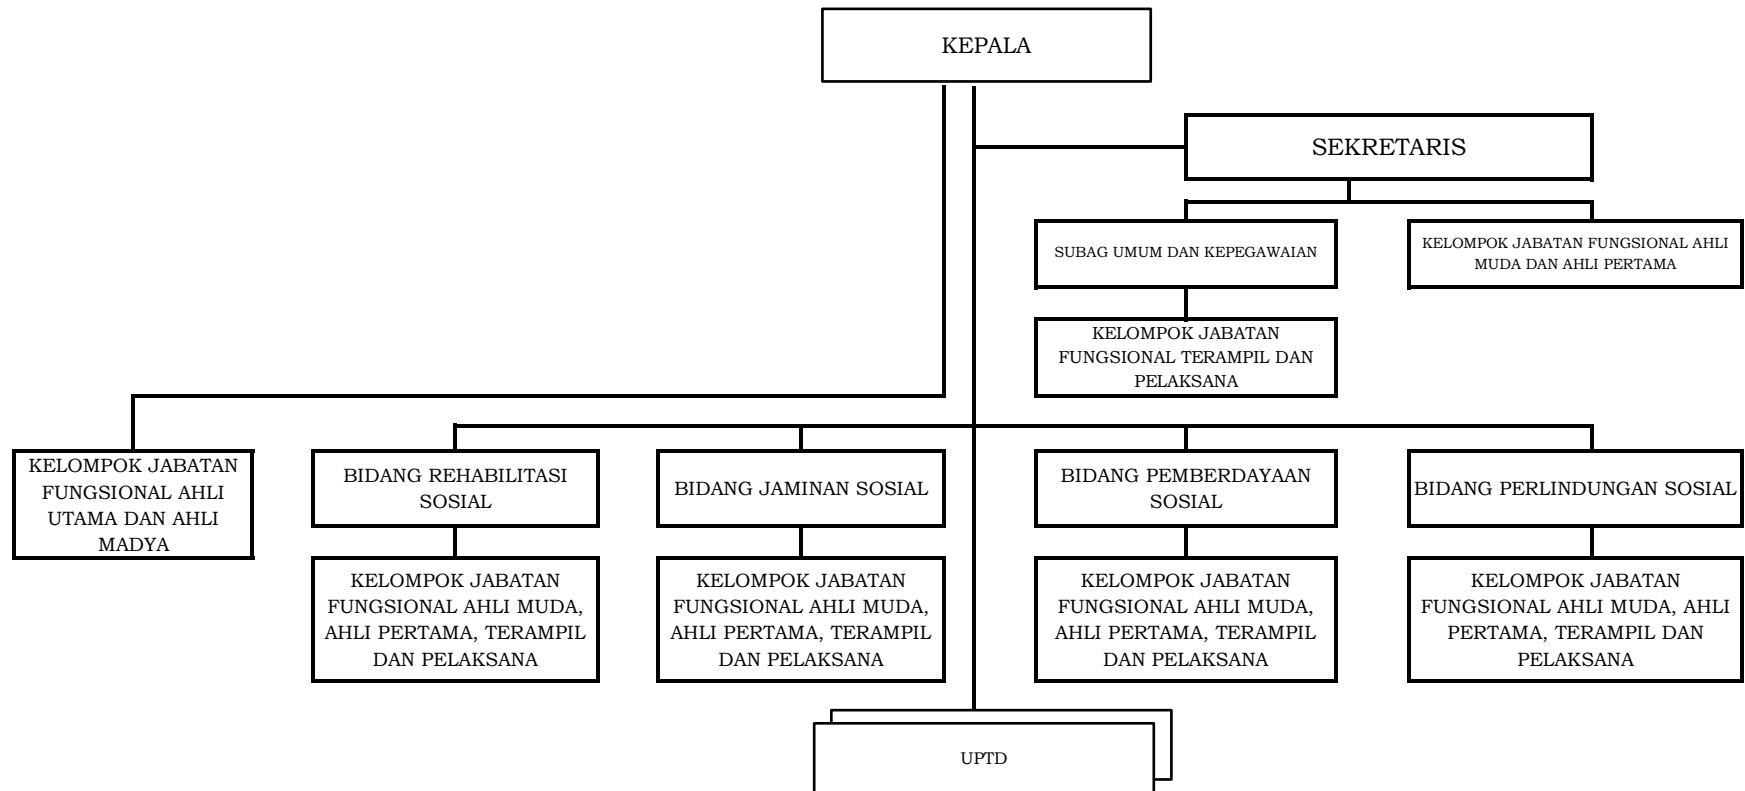 KEPALA
SEKRETARIS
SUBAG UMUM DAN KEPEGAWAIAN
KELOMPOK JABATAN FUNGSIONAL AHLI
MUDA DAN AHLI PERTAMA
KELOMPOK JABATAN
FUNGSIONAL TERAMPIL DAN
PELAKSANA
KELOMPOK JABATAN
FUNGSIONAL AHLI
UTAMA DAN AHLI
MADYA
BIDANG REHABILITASI
SOSIAL
BIDANG JAMINAN SOSIAL
BIDANG PEMBERDAYAAN
SOSIAL
BIDANG PERLINDUNGAN SOSIAL
KELOMPOK JABATAN
FUNGSIONAL AHLI MUDA,
AHLI PERTAMA, TERAMPIL
DAN PELAKSANA
KELOMPOK JABATAN
FUNGSIONAL AHLI MUDA,
AHLI PERTAMA, TERAMPIL
DAN PELAKSANA
KELOMPOK JABATAN
FUNGSIONAL AHLI MUDA,
AHLI PERTAMA, TERAMPIL
DAN PELAKSANA
KELOMPOK JABATAN
FUNGSIONAL AHLI MUDA, AHLI
PERTAMA, TERAMPIL DAN
PELAKSANA
UPTD